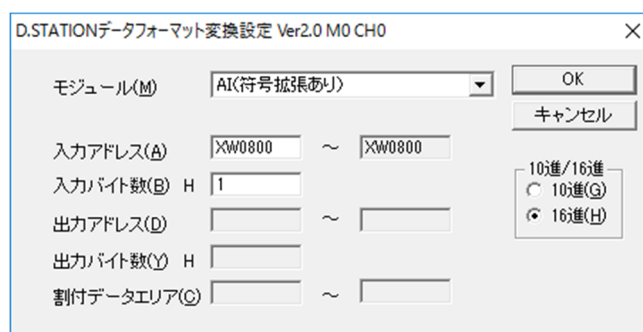 D.STATIONデータフォーマット変換設定 Ver2.0 M0 CH0
モジュール(M) AI(符号拡張あり) OK
キャンセル
入力アドレス(A) XW0800 ～ XW0800
入力バイト数(B) H 1
出力アドレス(D) ～
出力バイト数(Y) H
割付データエリア(C) ～
10進/16進
10進(G)
16進(H)